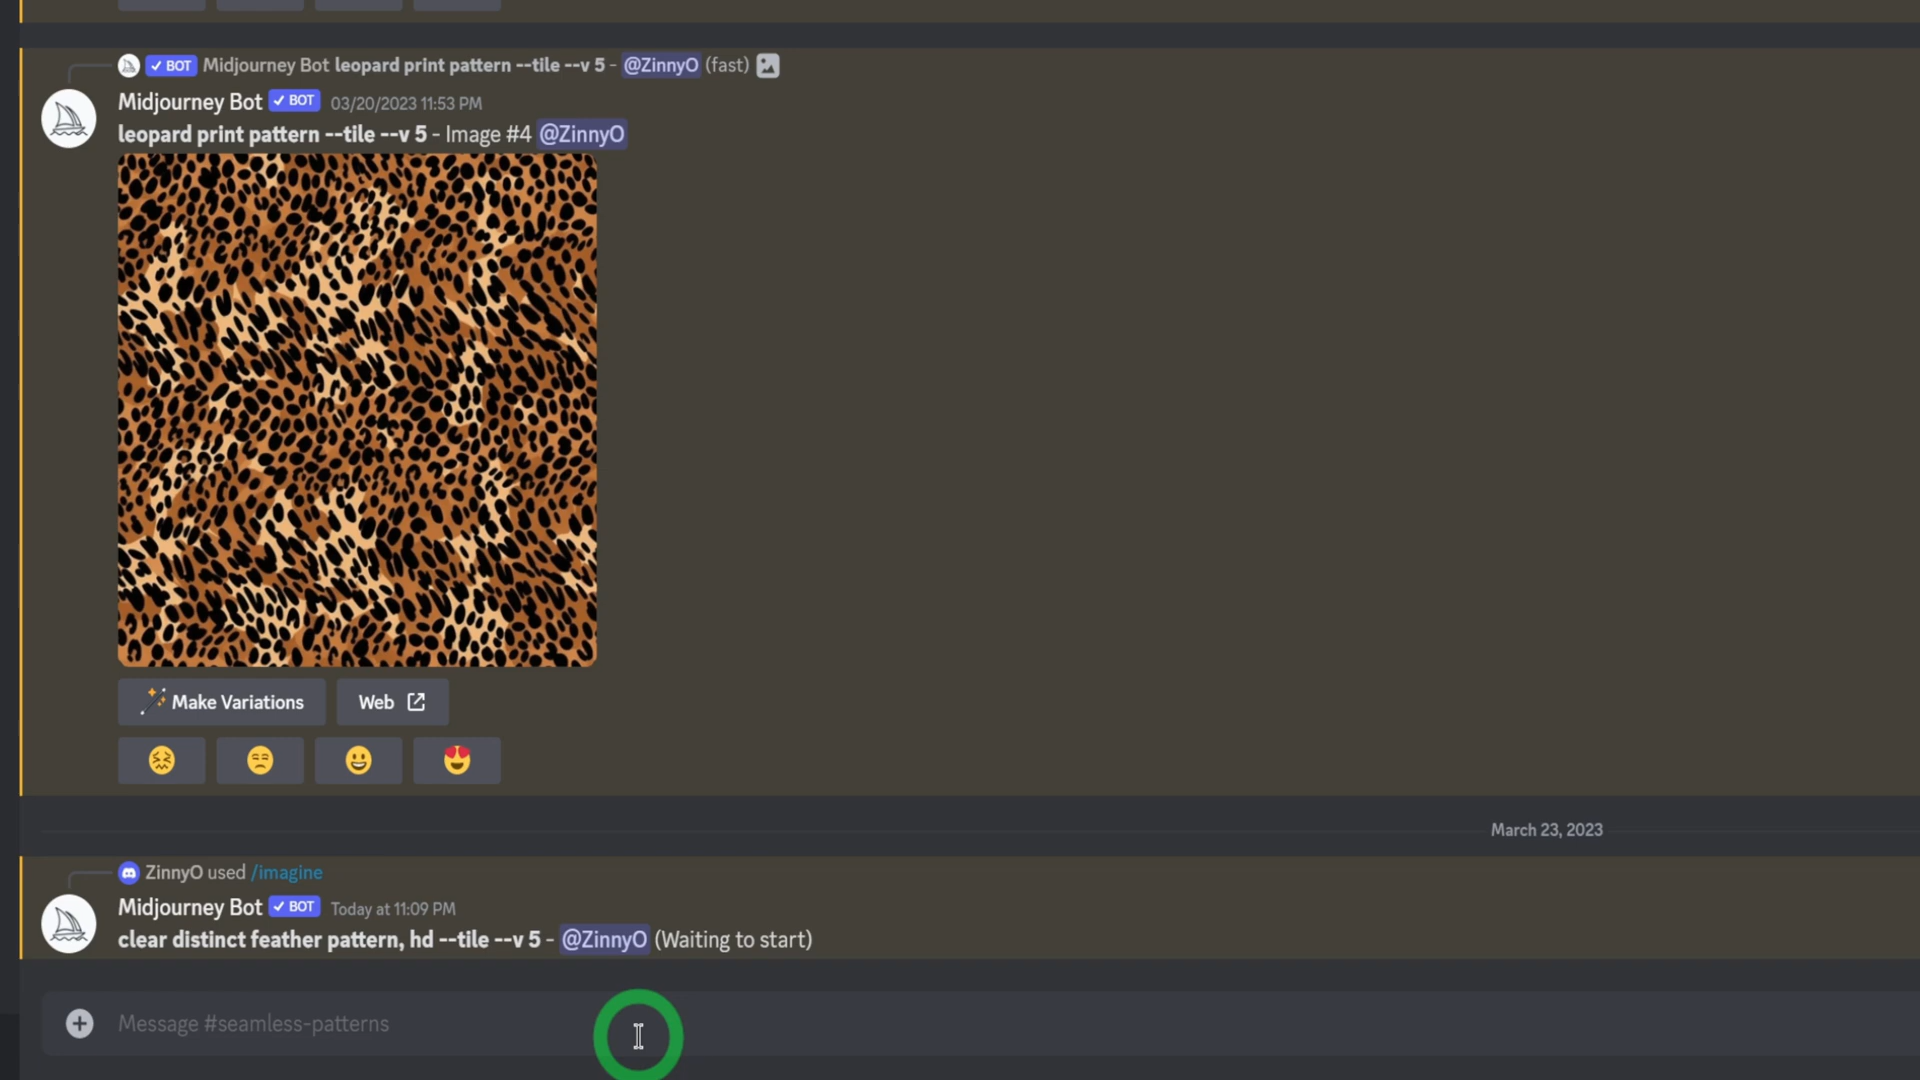 BOT Midjourney Bot leopard print pattern --tile --v 5 - @ZinnyO (fast)
Midjourney Bot BOT 03/20/2023 11:53 PM
leopard print pattern --tile --v 5 - Image #4 @ZinnyO
Make Variations Web
March 23, 2023
ZinnyO used /imagine
Midjourney Bot BOT Today at 11:09 PM
clear distinct feather pattern, hd --tile --v 5 - @ZinnyO (Waiting to start)
Message #seamless-patterns